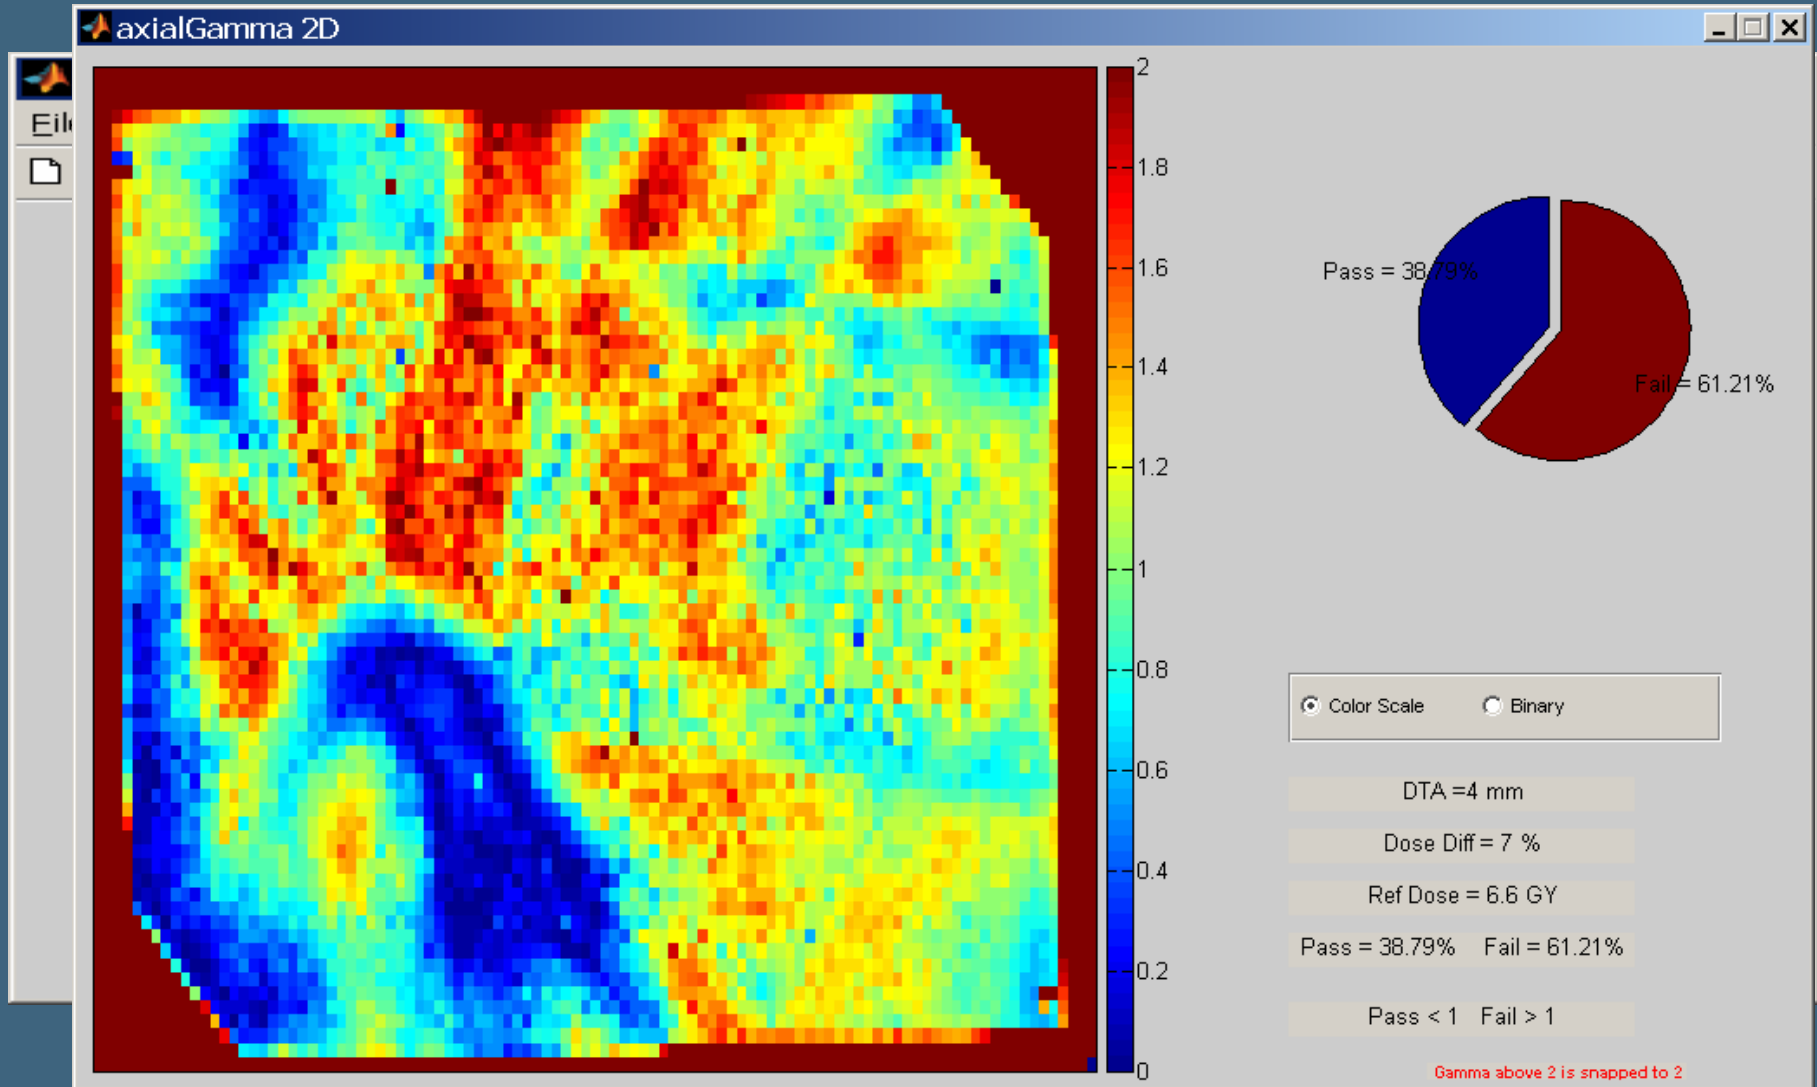 axialGamma 2D
2
1.8
1.6
1.4
1.2
1
0.8
0.6
0.4
0.2
0
Pass = 38.79%
Fail = 61.21%
Color Scale Binary
DTA =4 mm
Dose Diff = 7 %
Ref Dose = 6.6 GY
Pass = 38.79% Fail = 61.21%
Pass < 1 Fail > 1
Gamma above 2 is snapped to 2